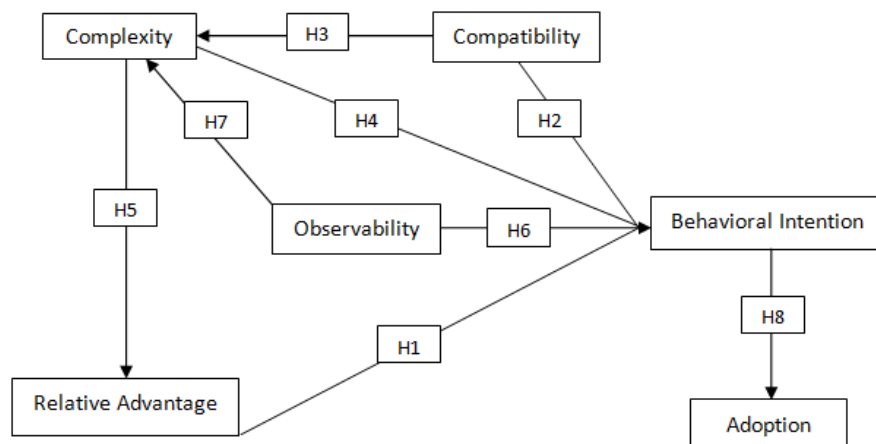 Complexity
H3
Compatibility
H7
H4
H2
H5
Observability
H6
Behavioral Intention
H1
H8
Relative Advantage
Adoption